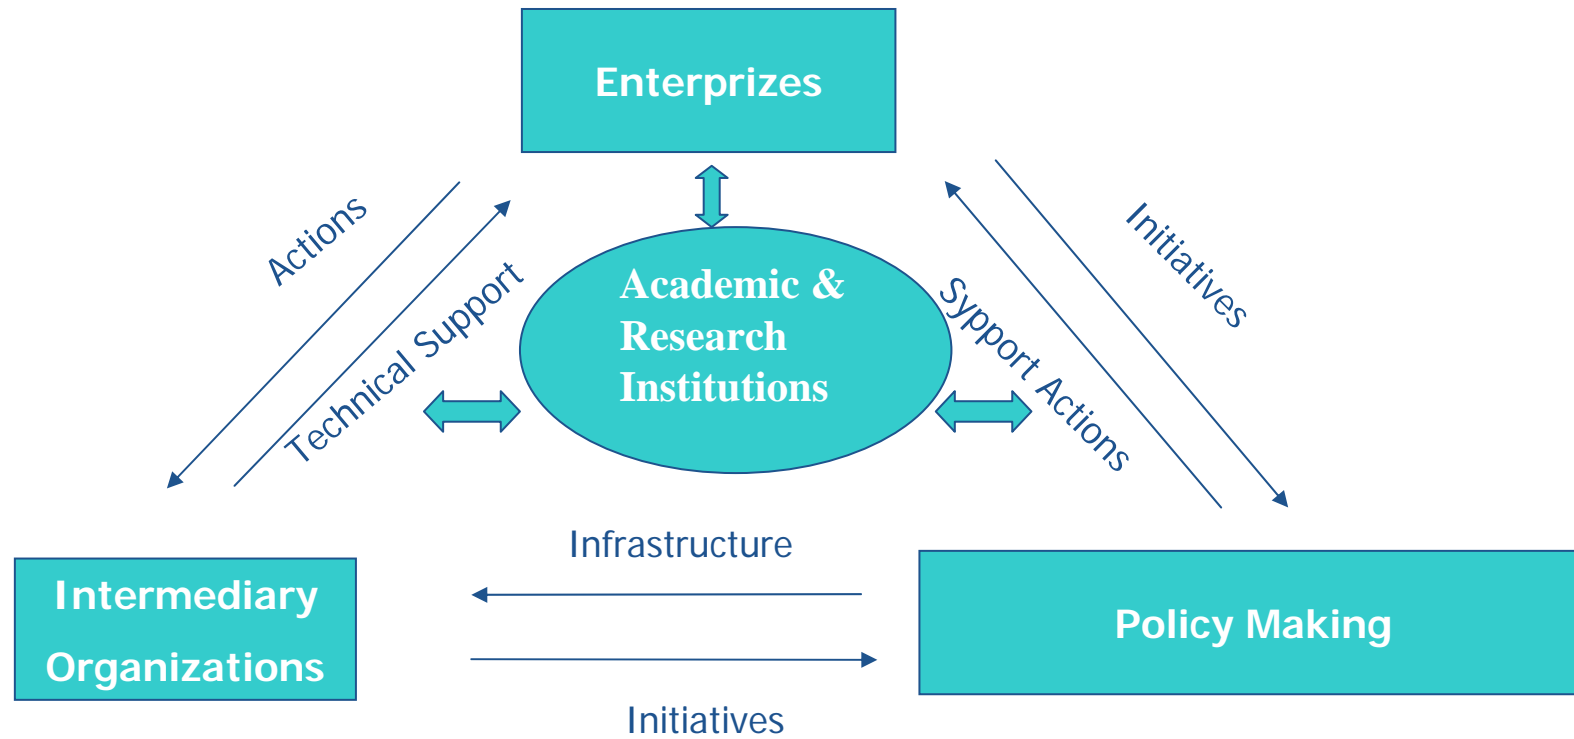 Enterprizes
Actions
Initiatives
Academic &
Research
Institutions
Technical Support
Sypport Actions
Infrastructure
Intermediary
Organizations
Policy Making
Initiatives